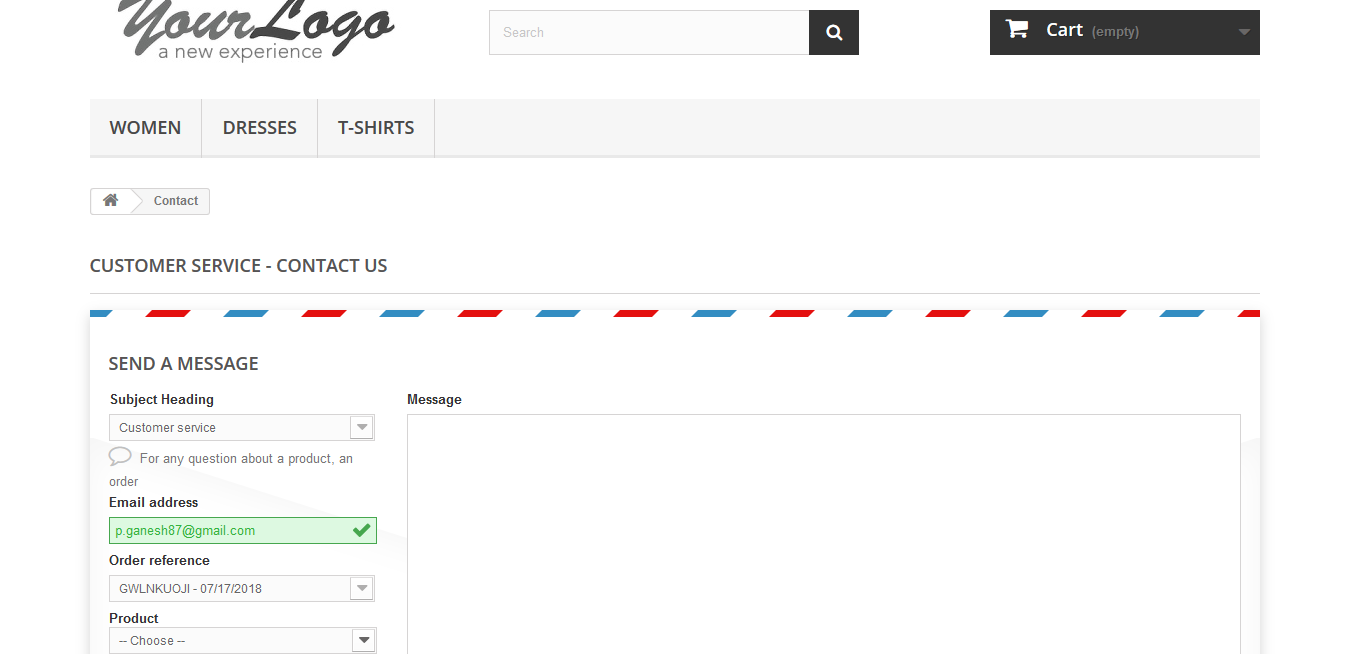 YourLogo
a new experience
Search
Cart (empty)
WOMEN DRESSES T-SHIRTS
Contact
CUSTOMER SERVICE - CONTACT US
SEND A MESSAGE
Subject Heading
Customer service
For any question about a product, an
order
Email address
p.ganesh87@gmail.com
Order reference
GWLNKUOJI - 07/17/2018
Product
-- Choose --
Message